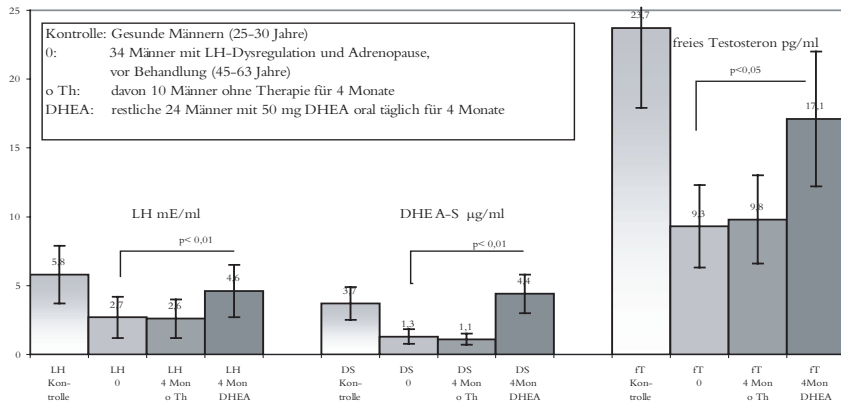 25
20
15
10
5
0
Kontrolle: Gesunde Männern (25-30 Jahre)
0: 34 Männer mit LH-Dysregulation und Adrenopause,
vor Behandlung (45-63 Jahre)
o Th: davon 10 Männer ohne Therapie für 4 Monate
DHEA: restliche 24 Männer mit 50 mg DHEA oral täglich für 4 Monate
LH mE/ml
p< 0,01
5,8
2,7
2,6
4,6
DHEA-S µg/ml
p< 0,01
3,7
1,3
1,1
4,4
freies Testosteron pg/ml
p<0,05
23,7
9,3
9,8
17,1
LH LH LH LH DS DS DS DS fT fT fT fT
Kon- 0 4 Mon 4 Mon Kon- 0 4 Mon 4Mon Kon- 0 4 Mon 4Mon
trolle o Th DHEA trolle o Th DHEA trolle o Th DHEA